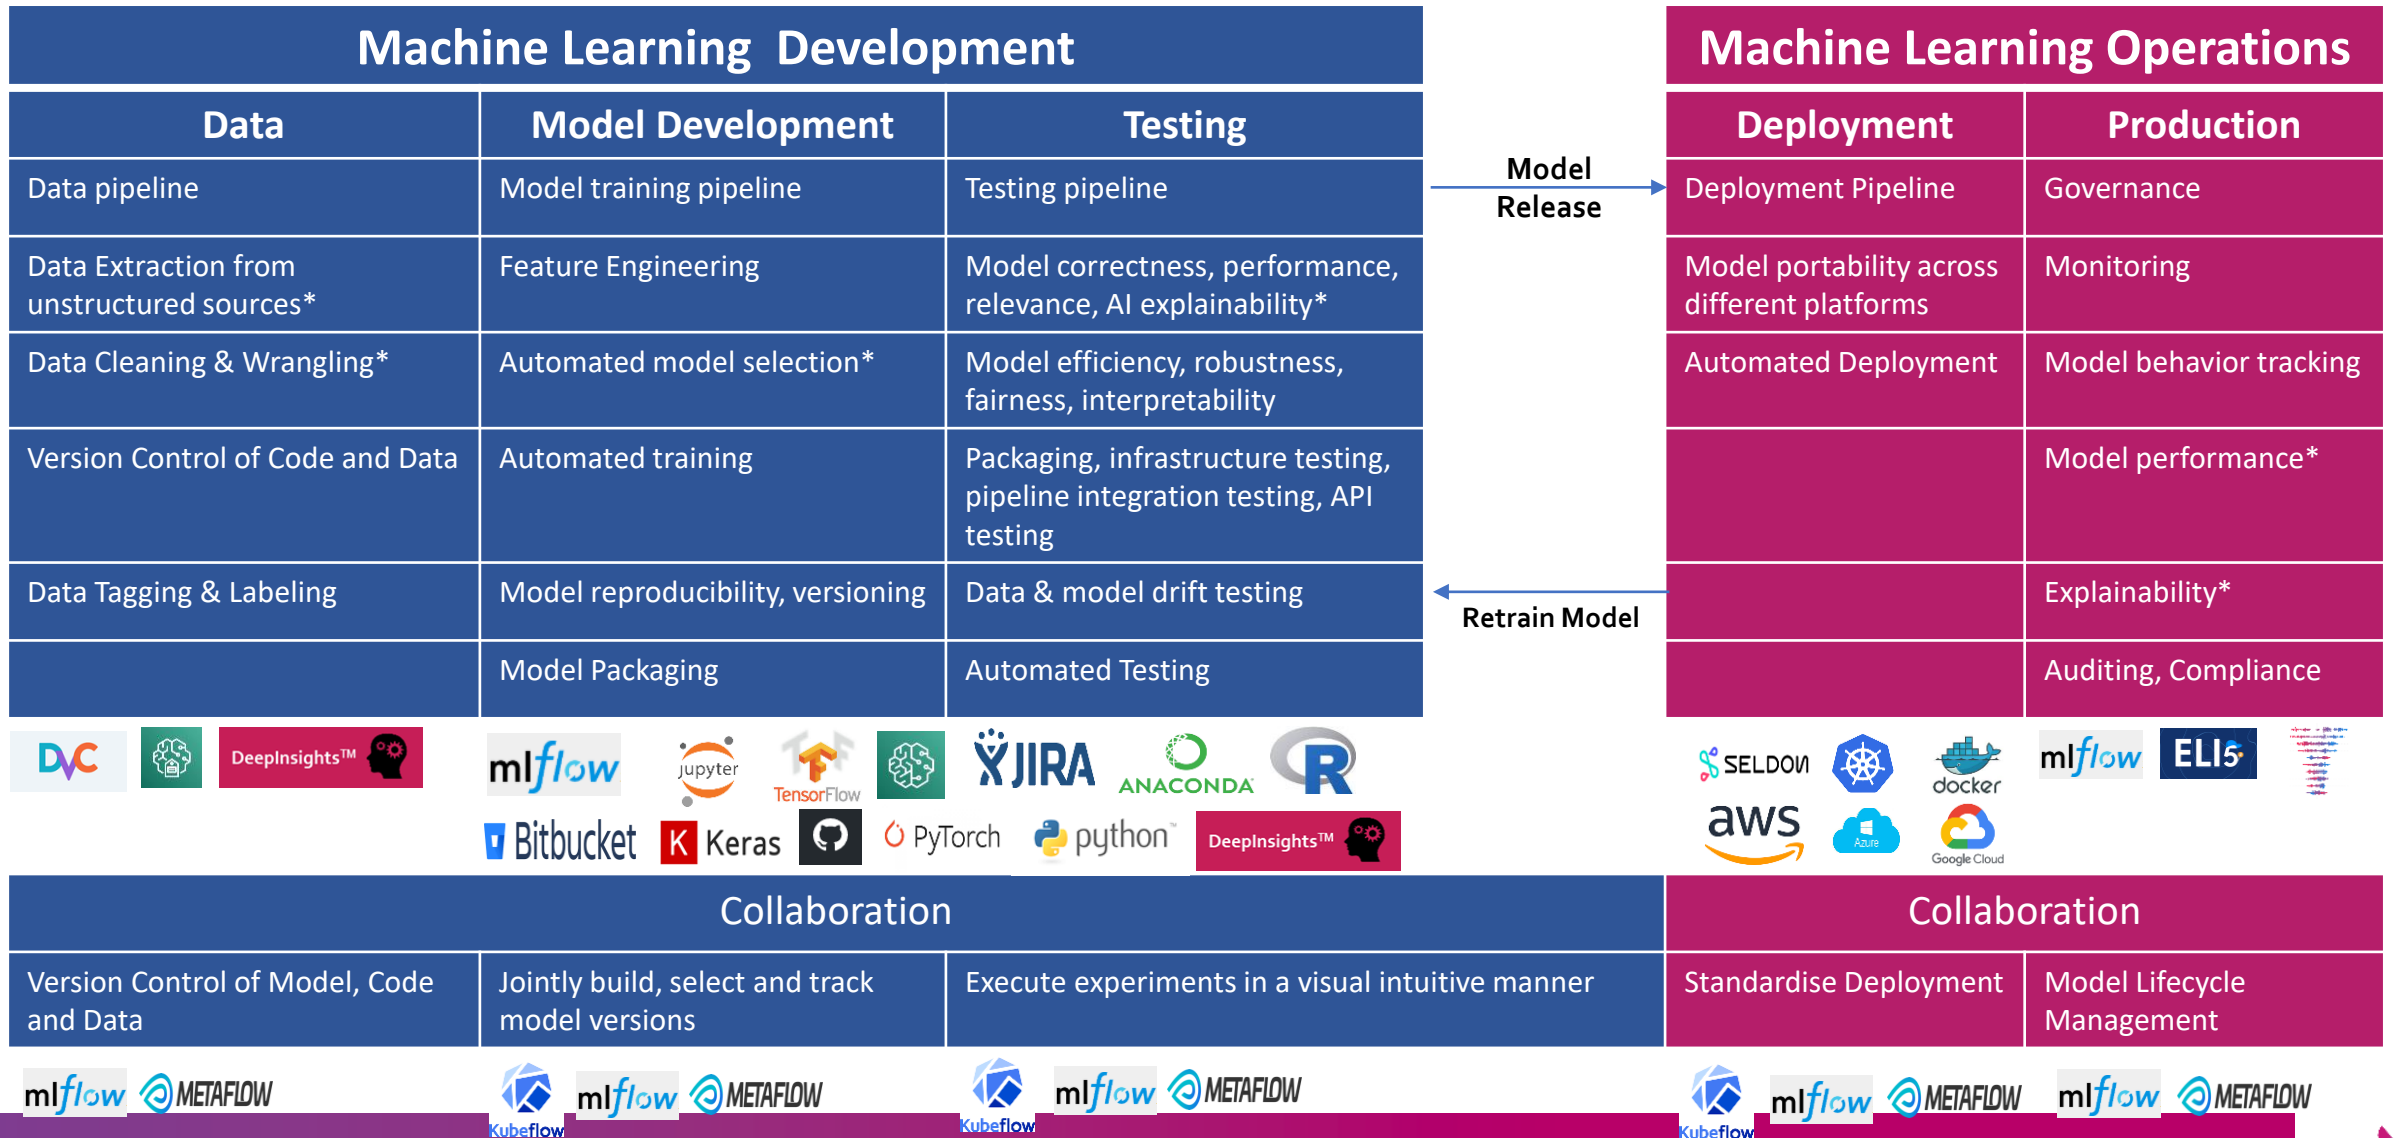 Machine Learning  Development
Machine Learning Operations
Data
Model Development
Testing
Deployment
Production
Data pipeline
Model training pipeline
Testing pipeline
Model
Release
Deployment Pipeline
Governance
Data Extraction from
unstructured sources*
Feature Engineering
Model correctness, performance,
relevance, AI explainability*
Model portability across
different platforms
Monitoring
Data Cleaning & Wrangling*
Automated model selection*
Model efficiency, robustness,
fairness, interpretability
Automated Deployment
Model behavior tracking
Version Control of Code and Data
Automated training
Packaging, infrastructure testing,
pipeline integration testing, API
testing
Model performance*
Data Tagging & Labeling
Model reproducibility, versioning
Data & model drift testing
Retrain Model
Explainability*
Model Packaging
Automated Testing
Auditing, Compliance
DVC
DeepInsights™
mlflow
jupyter
TensorFlow
JIRA
ANACONDA
R
SELDON
docker
mlflow
ELI5
Bitbucket
K Keras
PyTorch
python™
DeepInsights™
aws
Azure
Google Cloud
Collaboration
Collaboration
Version Control of Model, Code
and Data
Jointly build, select and track
model versions
Execute experiments in a visual intuitive manner
Standardise Deployment
Model Lifecycle
Management
mlflow
METAFLOW
Kubeflow
mlflow
METAFLOW
Kubeflow
mlflow
METAFLOW
Kubeflow
mlflow
METAFLOW
mlflow
METAFLOW